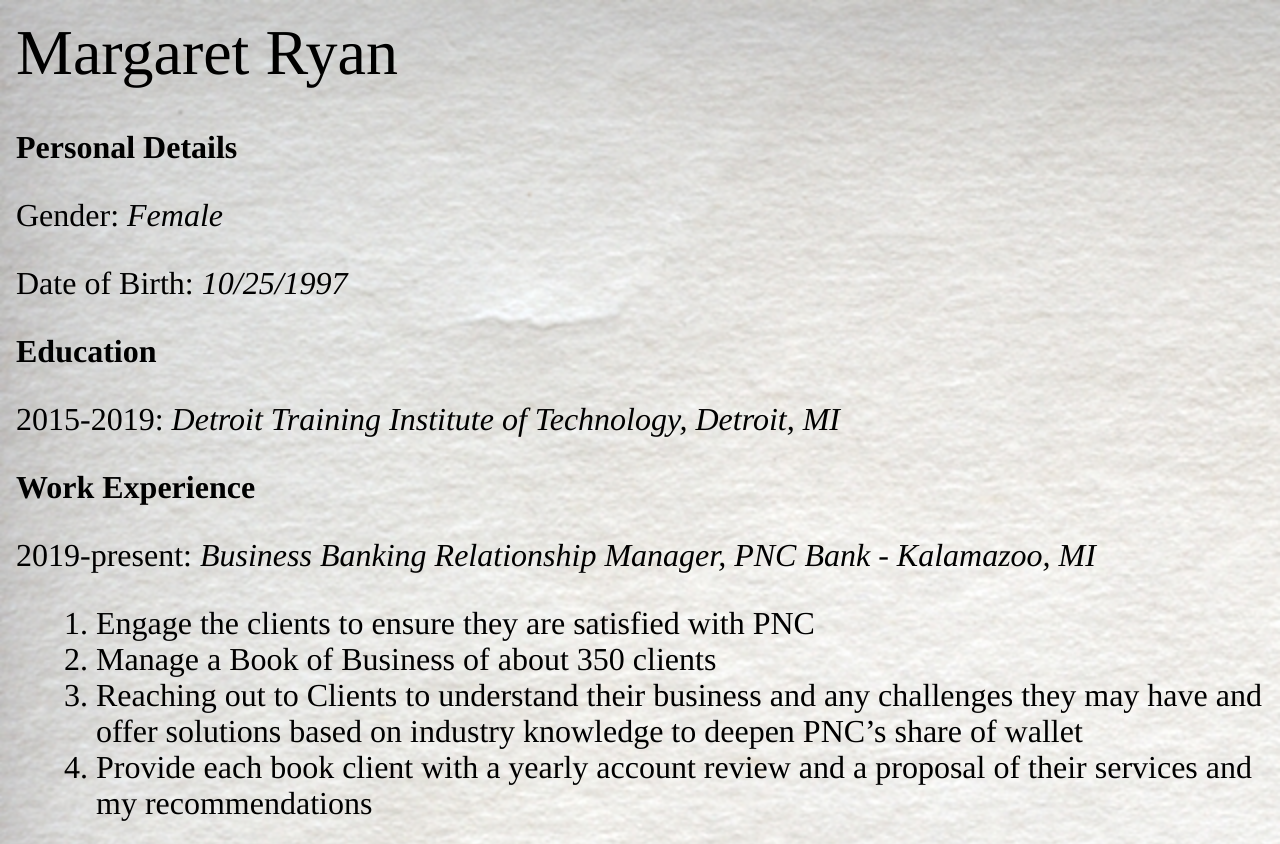 Margaret Ryan
Personal Details
Gender: Female
Date of Birth: 10/25/1997
Education
2015-2019: Detroit Training Institute of Technology, Detroit, MI
Work Experience
2019-present: Business Banking Relationship Manager, PNC Bank - Kalamazoo, MI
1. Engage the clients to ensure they are satisfied with PNC
2. Manage a Book of Business of about 350 clients
3. Reaching out to Clients to understand their business and any challenges they may have and
offer solutions based on industry knowledge to deepen PNC’s share of wallet
4. Provide each book client with a yearly account review and a proposal of their services and
my recommendations